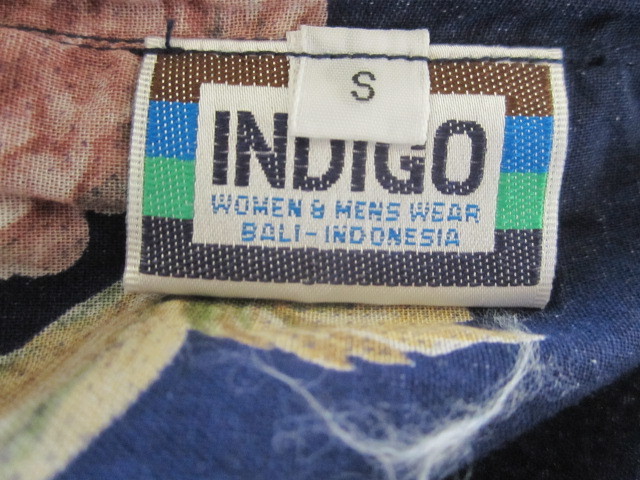 S
INDIGO
WOMEN & MENS WEAR
BALI-INDONESIA